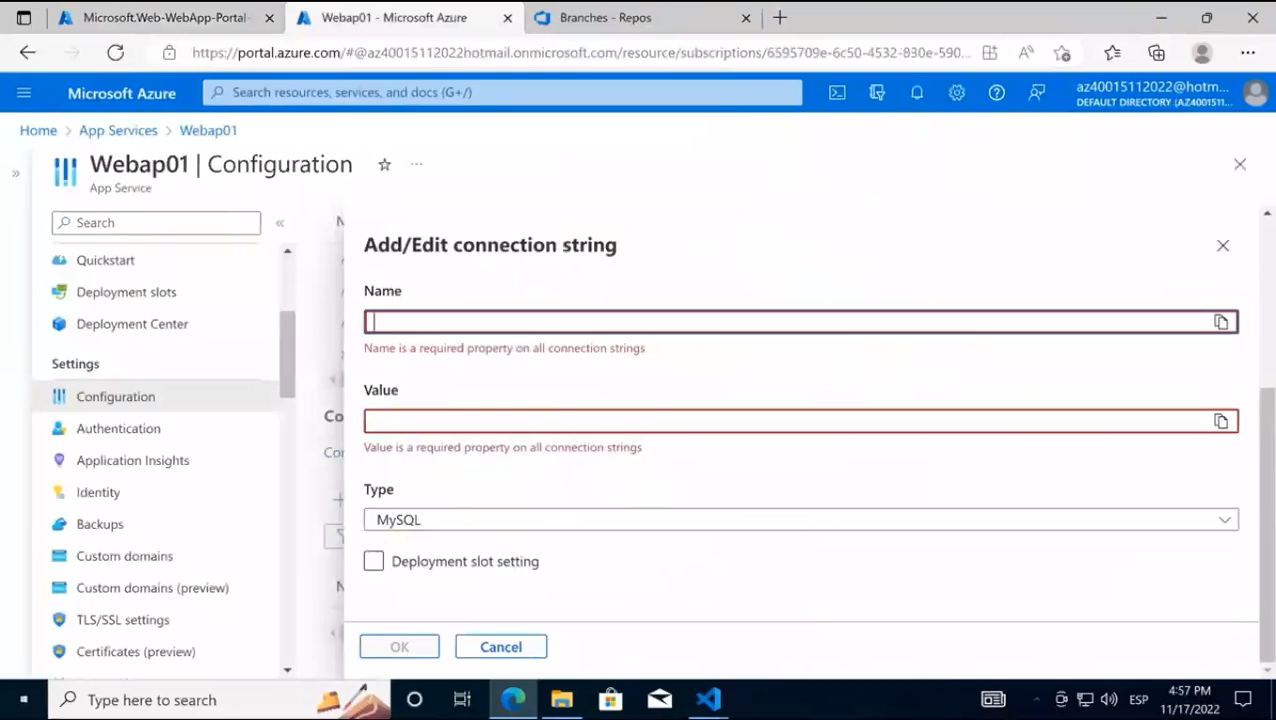 Microsoft.Web-WebApp-Portal-
Webap01 - Microsoft Azure
Branches - Repos
https://portal.azure.com/#@az40015112022hotmail.onmicrosoft.com/resource/subscriptions/6595709e-6c50-4532-830e-590...
Microsoft Azure
Search resources, services, and docs (G+/)
az40015112022@hotm...
DEFAULT DIRECTORY (AZ40011...
Home > App Services > Webap01
Webap01 | Configuration
App Service
Search
Quickstart
Deployment slots
Deployment Center
Settings
Configuration
Authentication
Application Insights
Identity
Backups
Custom domains
Custom domains (preview)
TLS/SSL settings
Certificates (preview)
Co
Con
Add/Edit connection string
Name
Name is a required property on all connection strings
Value
Value is a required property on all connection strings
Type
MySQL
Deployment slot setting
OK
Cancel
Type here to search
ESP
4:57 PM
11/17/2022